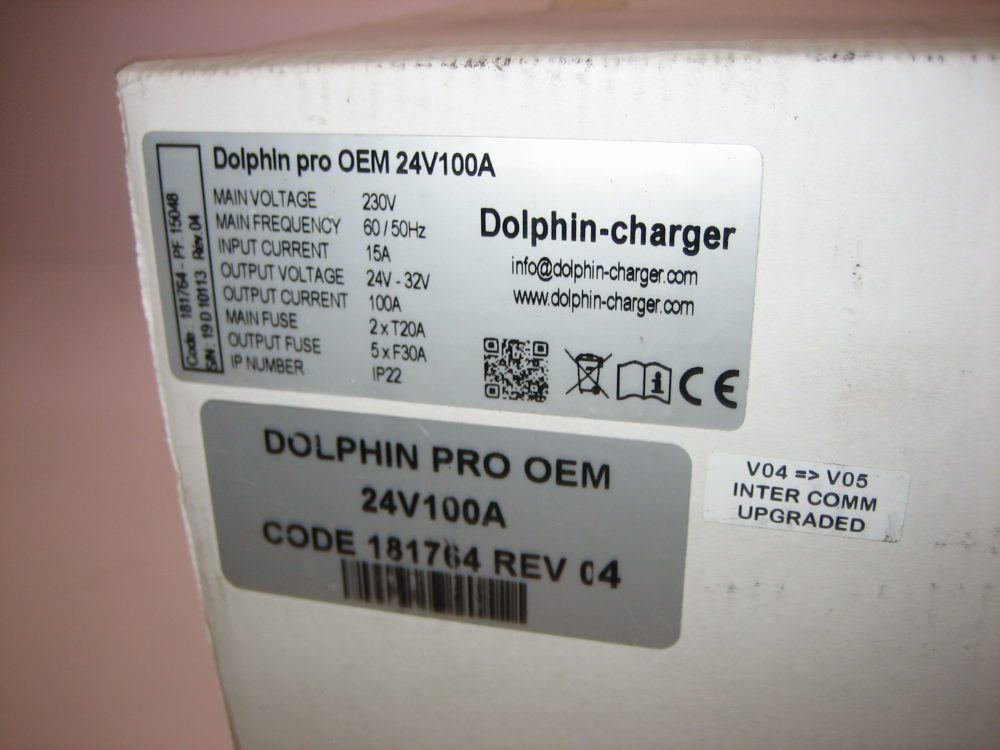 Dolphin pro OEM 24V100A
MAIN VOLTAGE 230V
MAIN FREQUENCY 60 / 50Hz
INPUT CURRENT 15A
OUTPUT VOLTAGE 24V - 32V
OUTPUT CURRENT 100A
MAIN FUSE 2 x T20A
OUTPUT FUSE 5 x F30A
IP NUMBER IP22
Code : 181764 - PF. 15048
S/N : 19 D 10113 Rev. 04
Dolphin-charger
info@dolphin-charger.com
www.dolphin-charger.com
CE
DOLPHIN PRO OEM
24V100A
CODE 181764 REV 04
V04 => V05
INTER COMM
UPGRADED